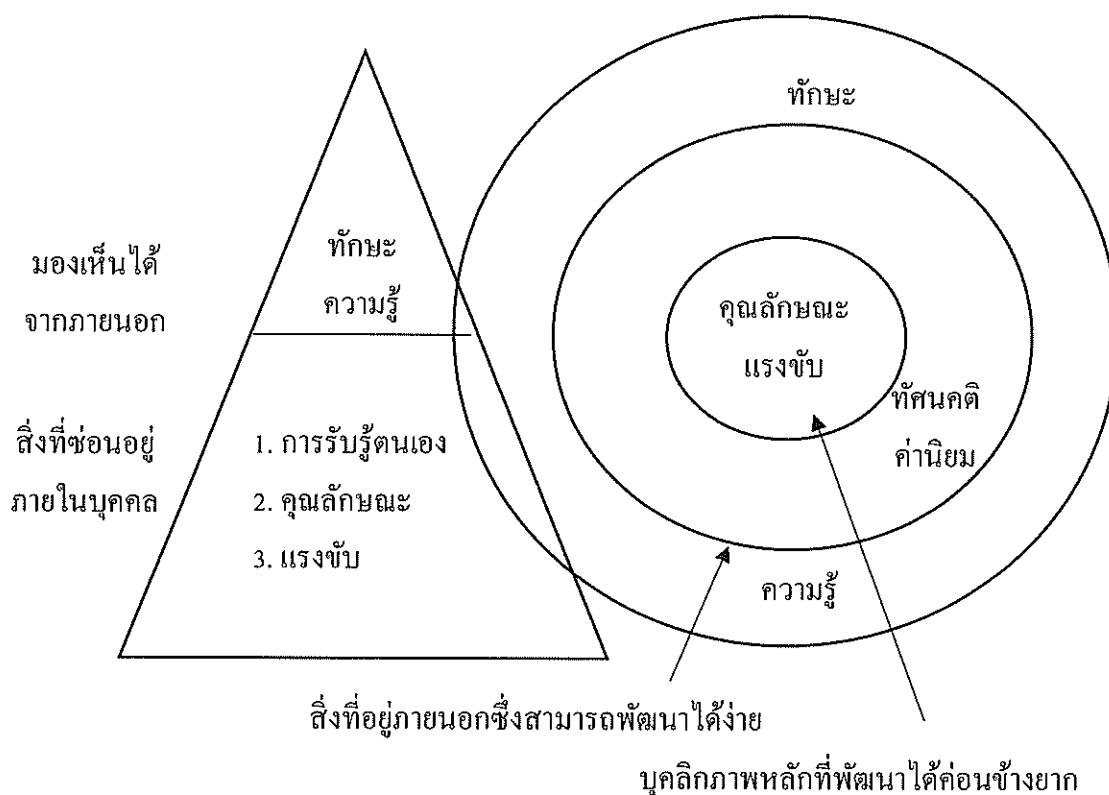 ทักษะ
ทักษะ
ความรู้
มองเห็นได้
จากภายนอก
คุณลักษณะ
แรงขับ
ทัศนคติ
ค่านิยม
สิ่งที่ซ่อนอยู่
ภายในบุคคล
1. การรับรู้ตนเอง
2. คุณลักษณะ
3. แรงขับ
ความรู้
สิ่งที่อยู่ภายนอกซึ่งสามารถพัฒนาได้ง่าย
บุคลิกภาพหลักที่พัฒนาได้ค่อนข้างยาก